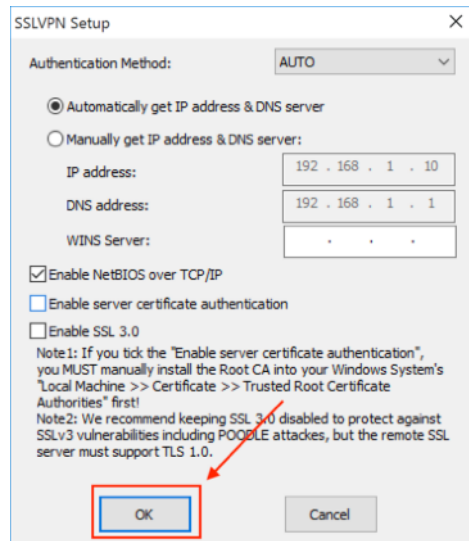 SSLVPN Setup
Authentication Method: AUTO
Automatically get IP address & DNS server
Manually get IP address & DNS server:
IP address: 192 . 168 . 1 . 10
DNS address: 192 . 168 . 1 . 1
WINS Server: . . .
Enable NetBIOS over TCP/IP
Enable server certificate authentication
Enable SSL 3.0
Note1: If you tick the "Enable server certificate authentication",
you MUST manually install the Root CA into your Windows System's
"Local Machine >> Certificate >> Trusted Root Certificate
Authorities" first!
Note2: We recommend keeping SSL 3.0 disabled to protect against
SSLv3 vulnerabilities including POODLE attackes, but the remote SSL
server must support TLS 1.0.
OK Cancel